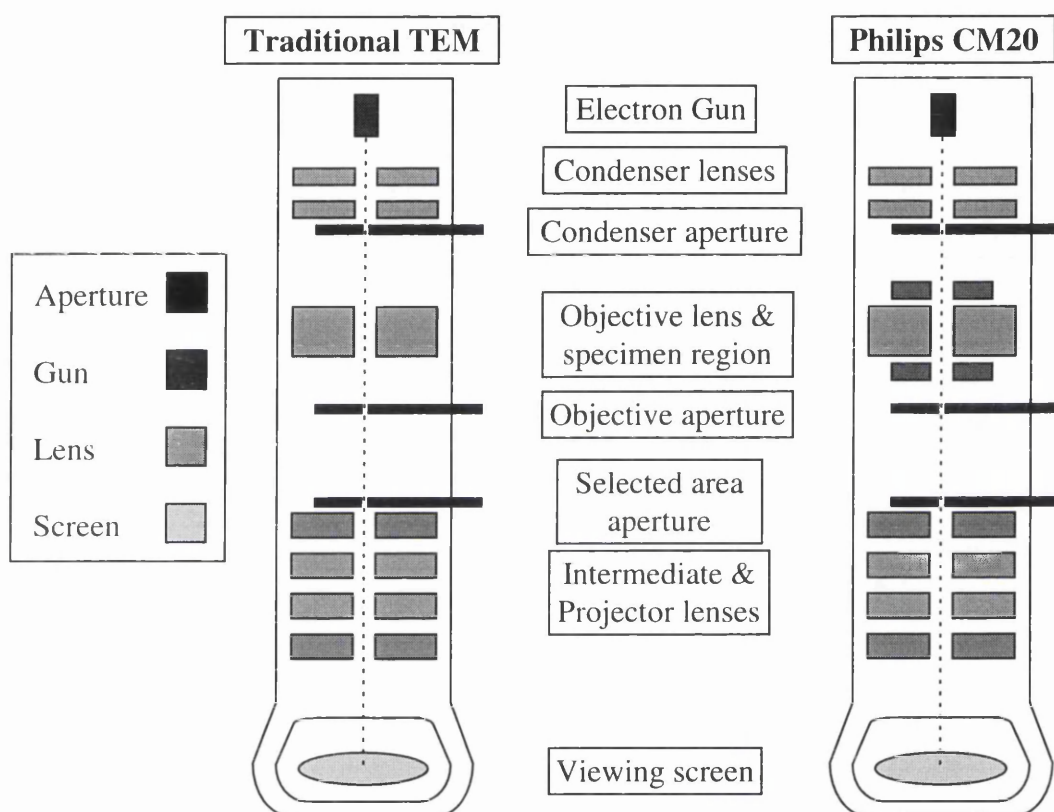 Traditional TEM
Philips CM20
Electron Gun
Condenser lenses
Condenser aperture
Aperture
Gun
Lens
Screen
Objective lens &
specimen region
Objective aperture
Selected area
aperture
Intermediate &
Projector lenses
Viewing screen